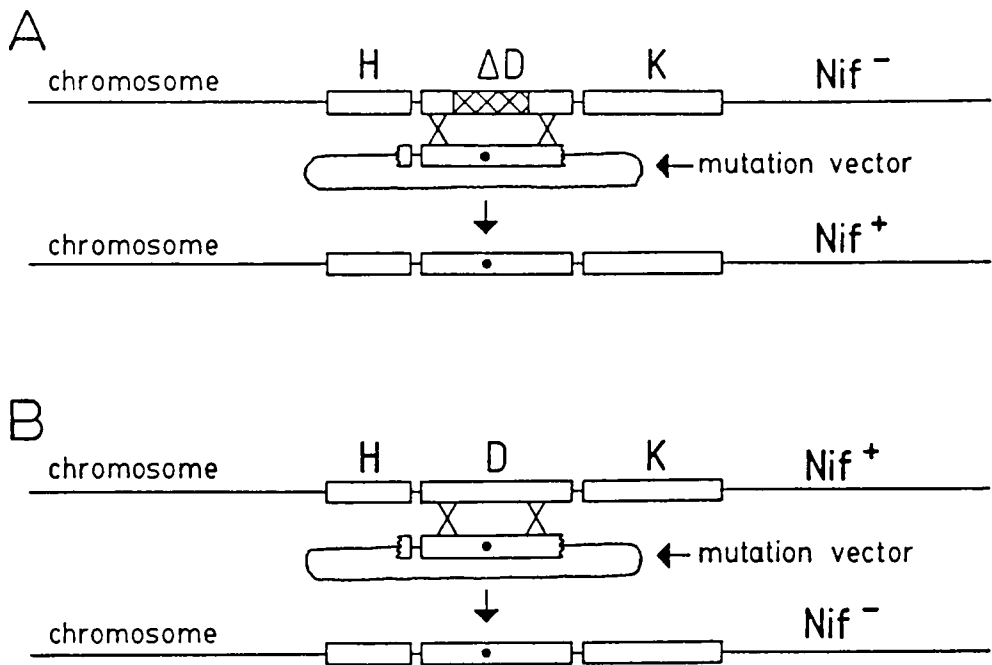 A
H ΔD K
chromosome Nif⁻
mutation vector
chromosome Nif⁺
B
H D K
chromosome Nif⁺
mutation vector
chromosome Nif⁻